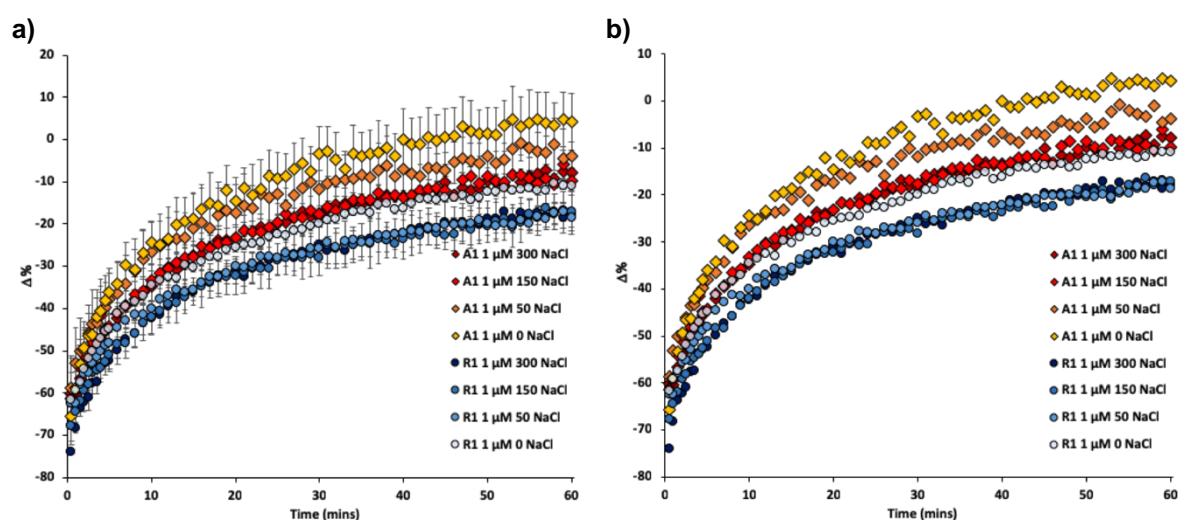 a)
20
10
0
-10
-20
-30
-40
-50
-60
-70
-80
Δ%
0 10 20 30 40 50 60
Time (mins)
A1 1 µM 300 NaCl
A1 1 µM 150 NaCl
A1 1 µM 50 NaCl
A1 1 µM 0 NaCl
R1 1 µM 300 NaCl
R1 1 µM 150 NaCl
R1 1 µM 50 NaCl
R1 1 µM 0 NaCl
b)
10
0
-10
-20
-30
-40
-50
-60
-70
-80
Δ%
0 10 20 30 40 50 60
Time (mins)
A1 1 µM 300 NaCl
A1 1 µM 150 NaCl
A1 1 µM 50 NaCl
A1 1 µM 0 NaCl
R1 1 µM 300 NaCl
R1 1 µM 150 NaCl
R1 1 µM 50 NaCl
R1 1 µM 0 NaCl